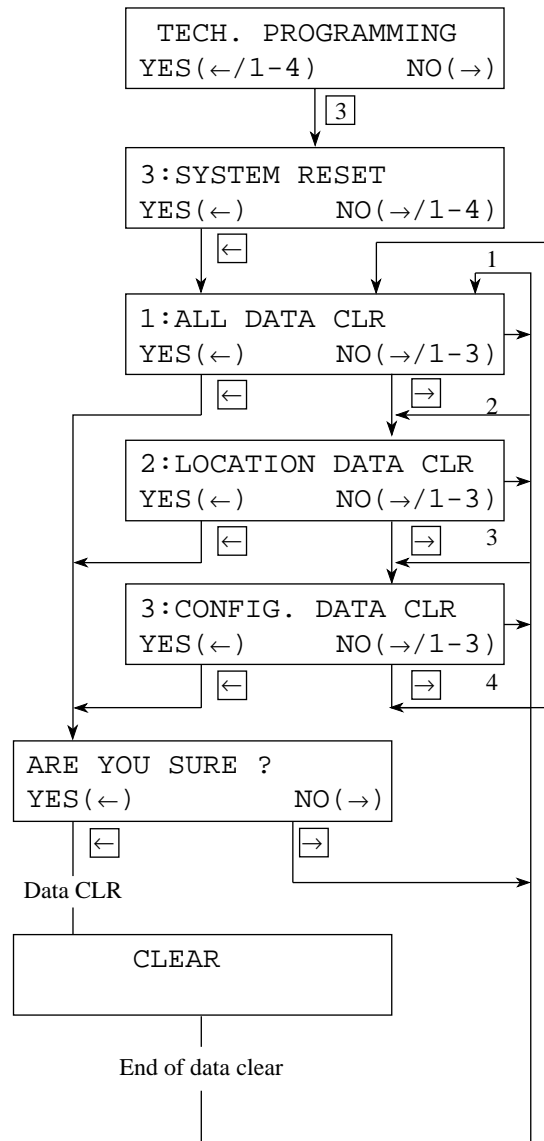 TECH. PROGRAMMING
YES(←/1-4) NO(→)
3
3:SYSTEM RESET
YES(←) NO(→/1-4)
←
1
1:ALL DATA CLR
YES(←) NO(→/1-3)
← →
2
2:LOCATION DATA CLR
YES(←) NO(→/1-3)
← → 3
3:CONFIG. DATA CLR
YES(←) NO(→/1-3)
← → 4
ARE YOU SURE ?
YES(←) NO(→)
← →
Data CLR
CLEAR
End of data clear